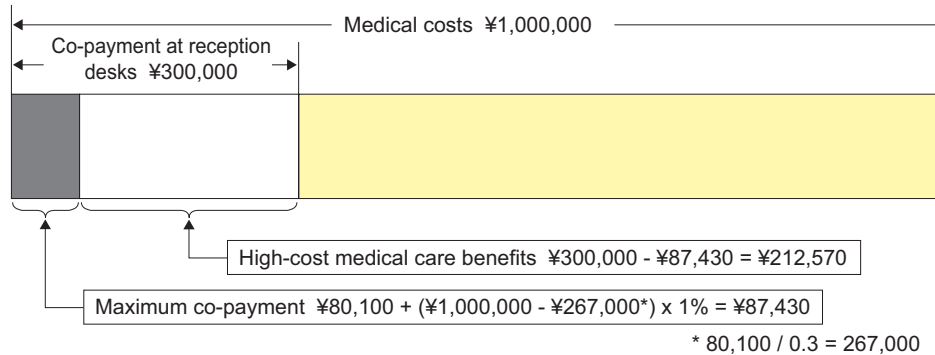 Medical costs ¥1,000,000
Co-payment at reception
desks ¥300,000
High-cost medical care benefits ¥300,000 - ¥87,430 = ¥212,570
Maximum co-payment ¥80,100 + (¥1,000,000 - ¥267,000*) x 1% = ¥87,430
* 80,100 / 0.3 = 267,000